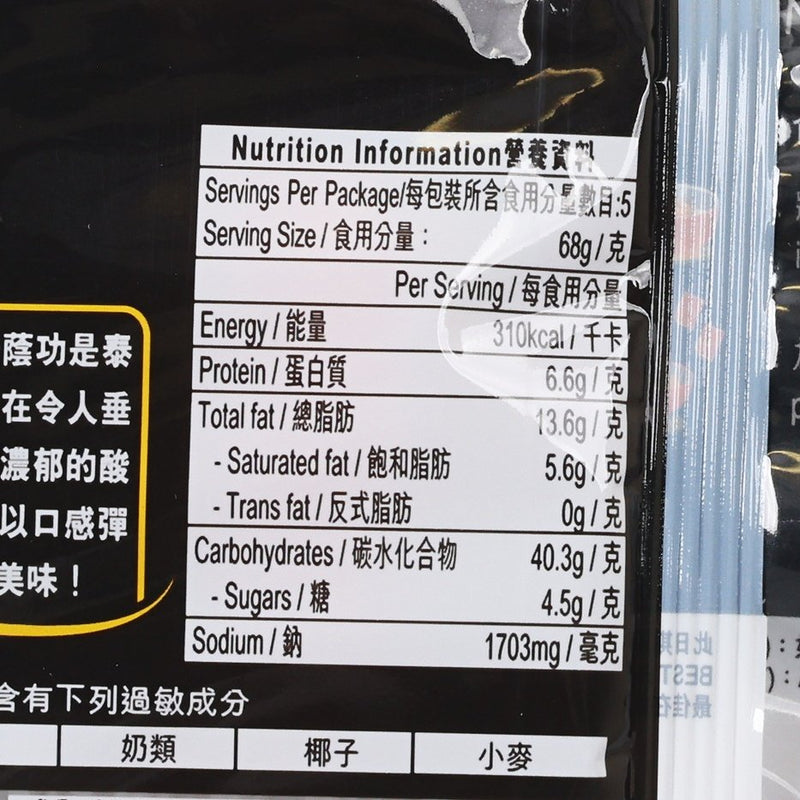 Nutrition Information營養資料
Servings Per Package/每包裝所含食用分量數目:5
Serving Size / 食用分量： 68g / 克
Per Serving / 每食用分量
Energy / 能量 310kcal / 千卡
Protein / 蛋白質 6.6g / 克
Total fat / 總脂肪 13.6g / 克
- Saturated fat / 飽和脂肪 5.6g / 克
- Trans fat / 反式脂肪 0g / 克
Carbohydrates / 碳水化合物 40.3g / 克
- Sugars / 糖 4.5g / 克
Sodium / 鈉 1703mg / 毫克
蔭功是泰
在令人垂
濃郁的酸
以口感彈
美味！
含有下列過敏成分
奶類 椰子 小麥
此日期
BEST
最佳在